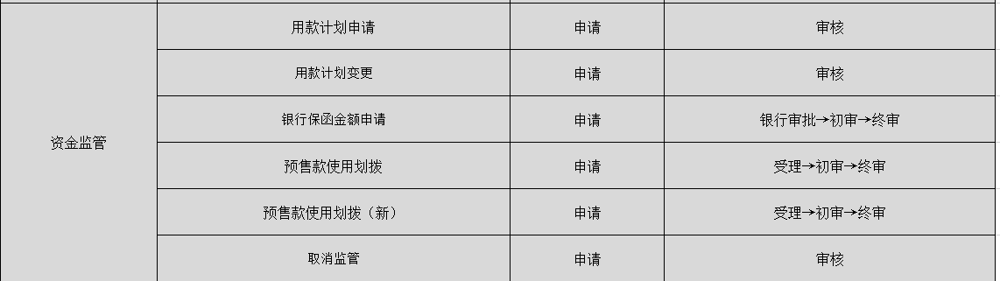 资金监管
用款计划申请 申请 审核
用款计划变更 申请 审核
银行保函金额申请 申请 银行审批→初审→终审
预售款使用划拨 申请 受理→初审→终审
预售款使用划拨（新） 申请 受理→初审→终审
取消监管 申请 审核